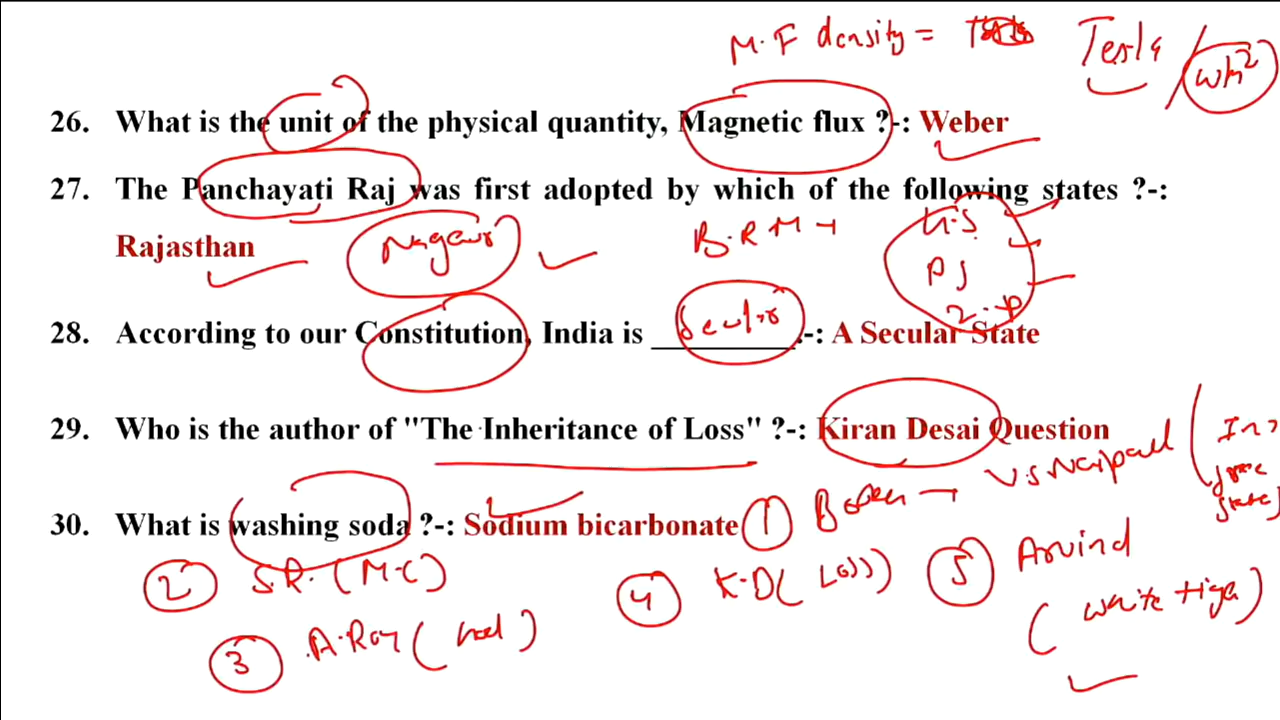 M.F density = Tesla / wb/m2
26. What is the unit of the physical quantity, Magnetic flux ?-: Weber
27. The Panchayati Raj was first adopted by which of the following states ?-:
Rajasthan Nagaur B.R.M
P.S
28. According to our Constitution, India is __________.-: A Secular State
29. Who is the author of "The Inheritance of Loss" ?-: Kiran Desai Question
V.S Naipaul
30. What is washing soda ?-: Sodium bicarbonate ① Booker →
② S.R. (M.C) ④ K.D( Loss) ⑤ Arvind
③ A.Roy ( ( white tiger)